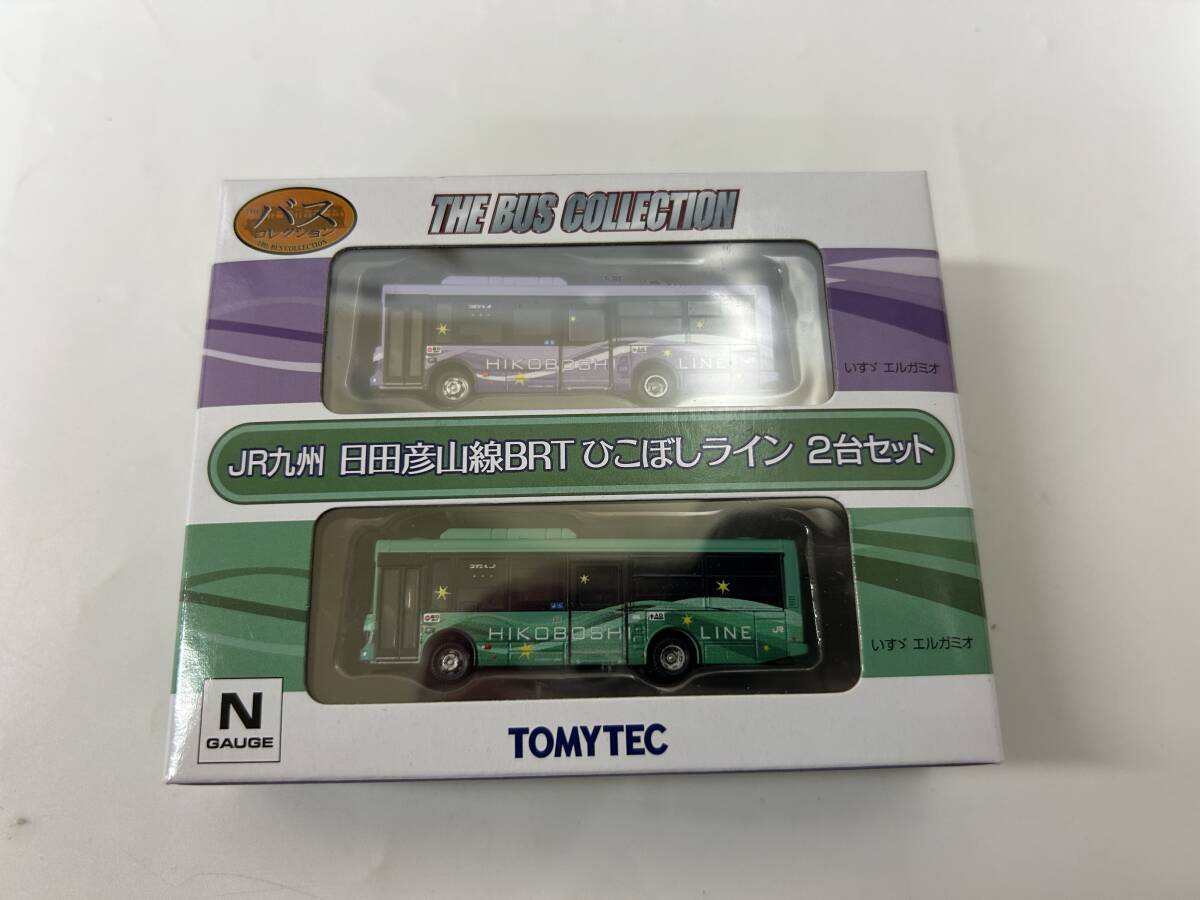 THE バス
コレクション
THE BUS COLLECTION
THE BUS COLLECTION
HIKOBOSHI LINE
いすゞ エルガミオ
JR九州 日田彦山線BRT ひこぼしライン 2台セット
HIKOBOSHI LINE
JR
いすゞ エルガミオ
N
GAUGE
TOMYTEC